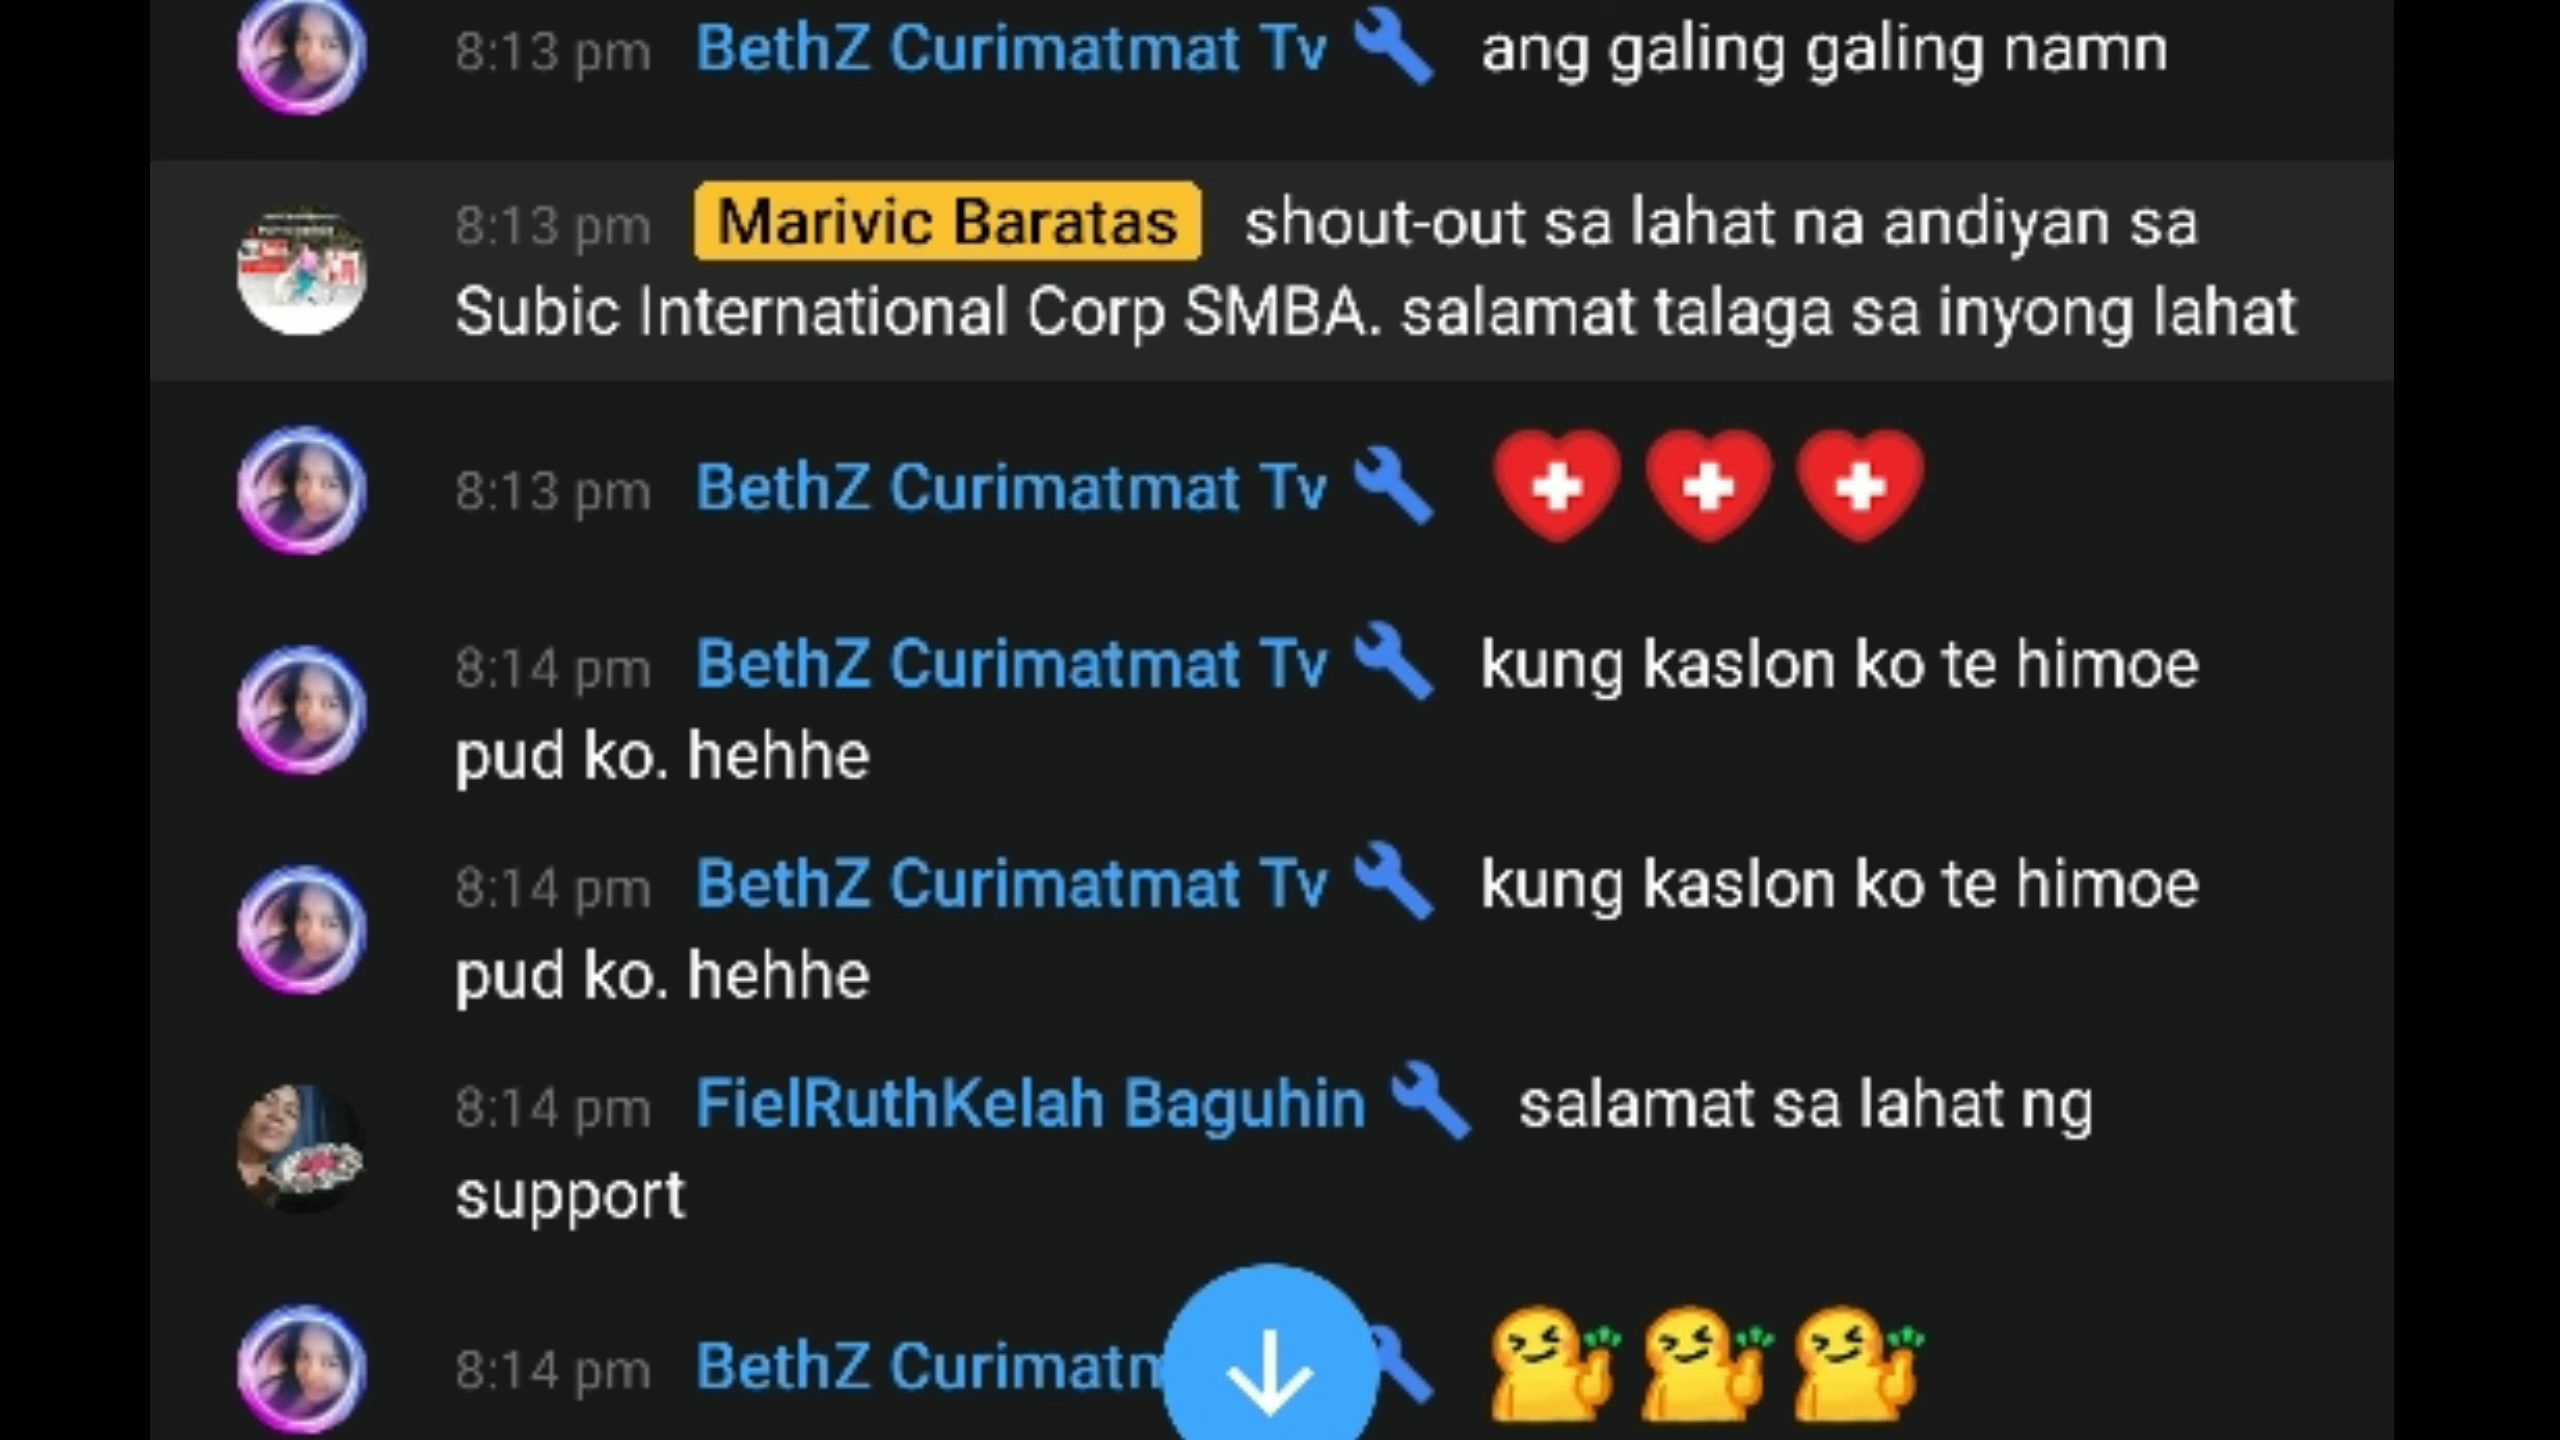 8:13 pm BethZ Curimatmat Tv ang galing galing namn
8:13 pm Marivic Baratas shout-out sa lahat na andiyan sa
Subic International Corp SMBA. salamat talaga sa inyong lahat
8:13 pm BethZ Curimatmat Tv
8:14 pm BethZ Curimatmat Tv kung kaslon ko te himoe
pud ko. hehhe
8:14 pm BethZ Curimatmat Tv kung kaslon ko te himoe
pud ko. hehhe
8:14 pm FielRuthKelah Baguhin salamat sa lahat ng
support
8:14 pm BethZ